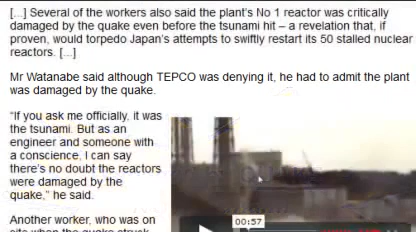 [...] Several of the workers also said the plant's No 1 reactor was critically
damaged by the quake even before the tsunami hit – a revelation that, if
proven, would torpedo Japan's attempts to swiftly restart its 50 stalled nuclear
reactors. [...]
Mr Watanabe said although TEPCO was denying it, he had to admit the plant
was damaged by the quake.
"If you ask me officially, it was
the tsunami. But as an
engineer and someone with
a conscience, I can say
there's no doubt the reactors
were damaged by the
quake," he said.
Another worker, who was on
site when the quake struck
00:57